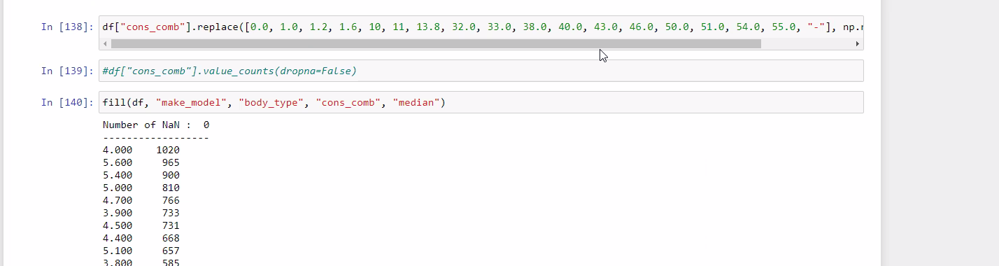 In [138]: df["cons_comb"].replace([0.0, 1.0, 1.2, 1.6, 10, 11, 13.8, 32.0, 33.0, 38.0, 40.0, 43.0, 46.0, 50.0, 51.0, 54.0, 55.0, "-"],
In [139]: #df["cons_comb"].value_counts(dropna=False)
In [140]: fill(df, "make_model", "body_type", "cons_comb", "median")
Number of NaN :  0
------------------
4.000    1020
5.600     965
5.400     900
5.000     810
4.700     766
3.900     733
4.500     731
4.400     668
5.100     657
3.800     585